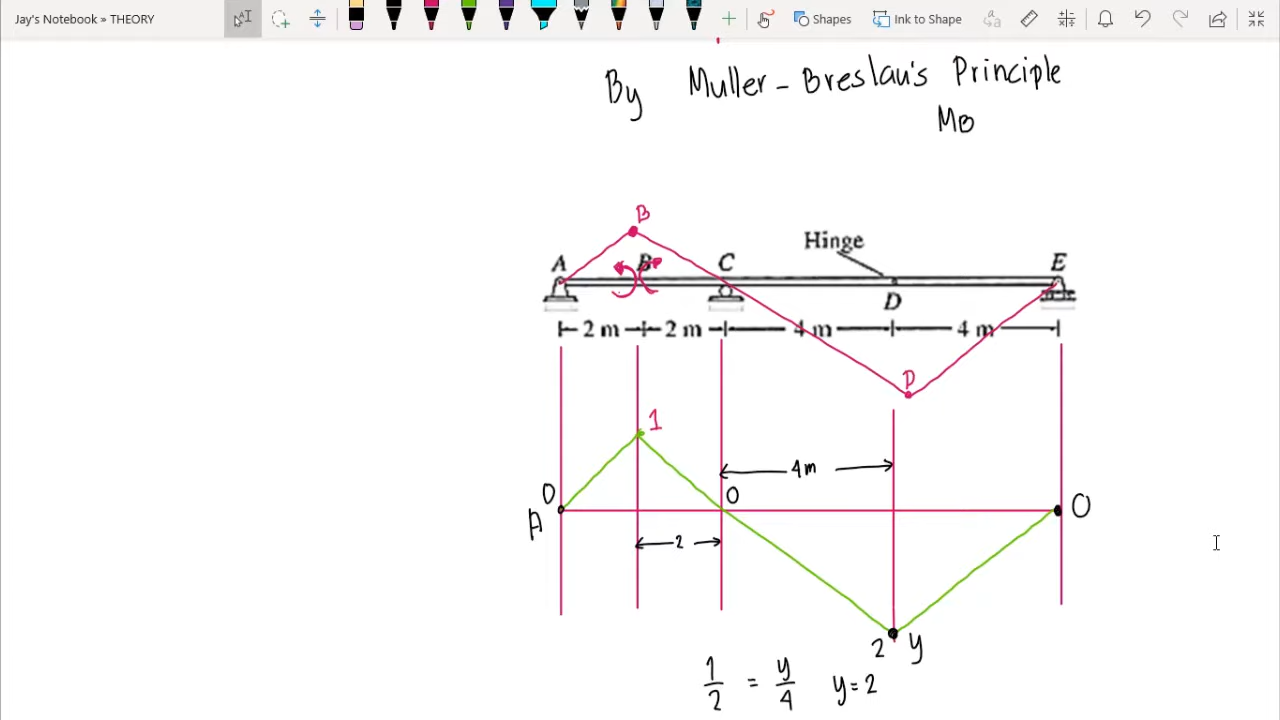 Jay's Notebook » THEORY
Shapes
Ink to Shape
By Muller - Breslau's Principle
MB
B
Hinge
A B C E
D
2 m 2 m 4 m 4 m
D
1
4m
0 0 0
A
2
2 y
1/2 = y/4 y=2